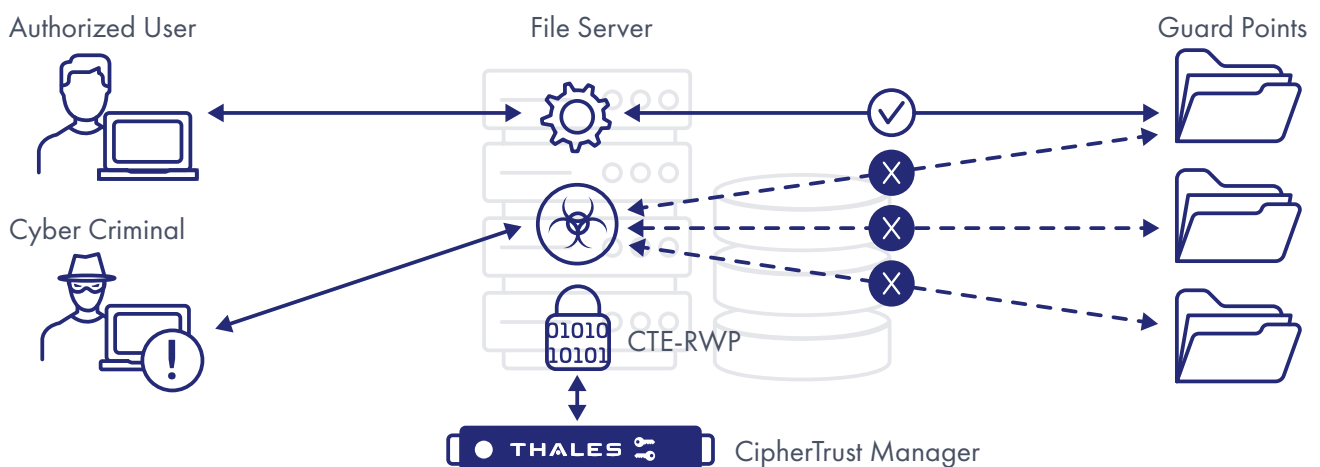 Authorized User
File Server
Guard Points
X
X
Cyber Criminal
X
01010
10101
CTE-RWP
!
THALES
CipherTrust Manager